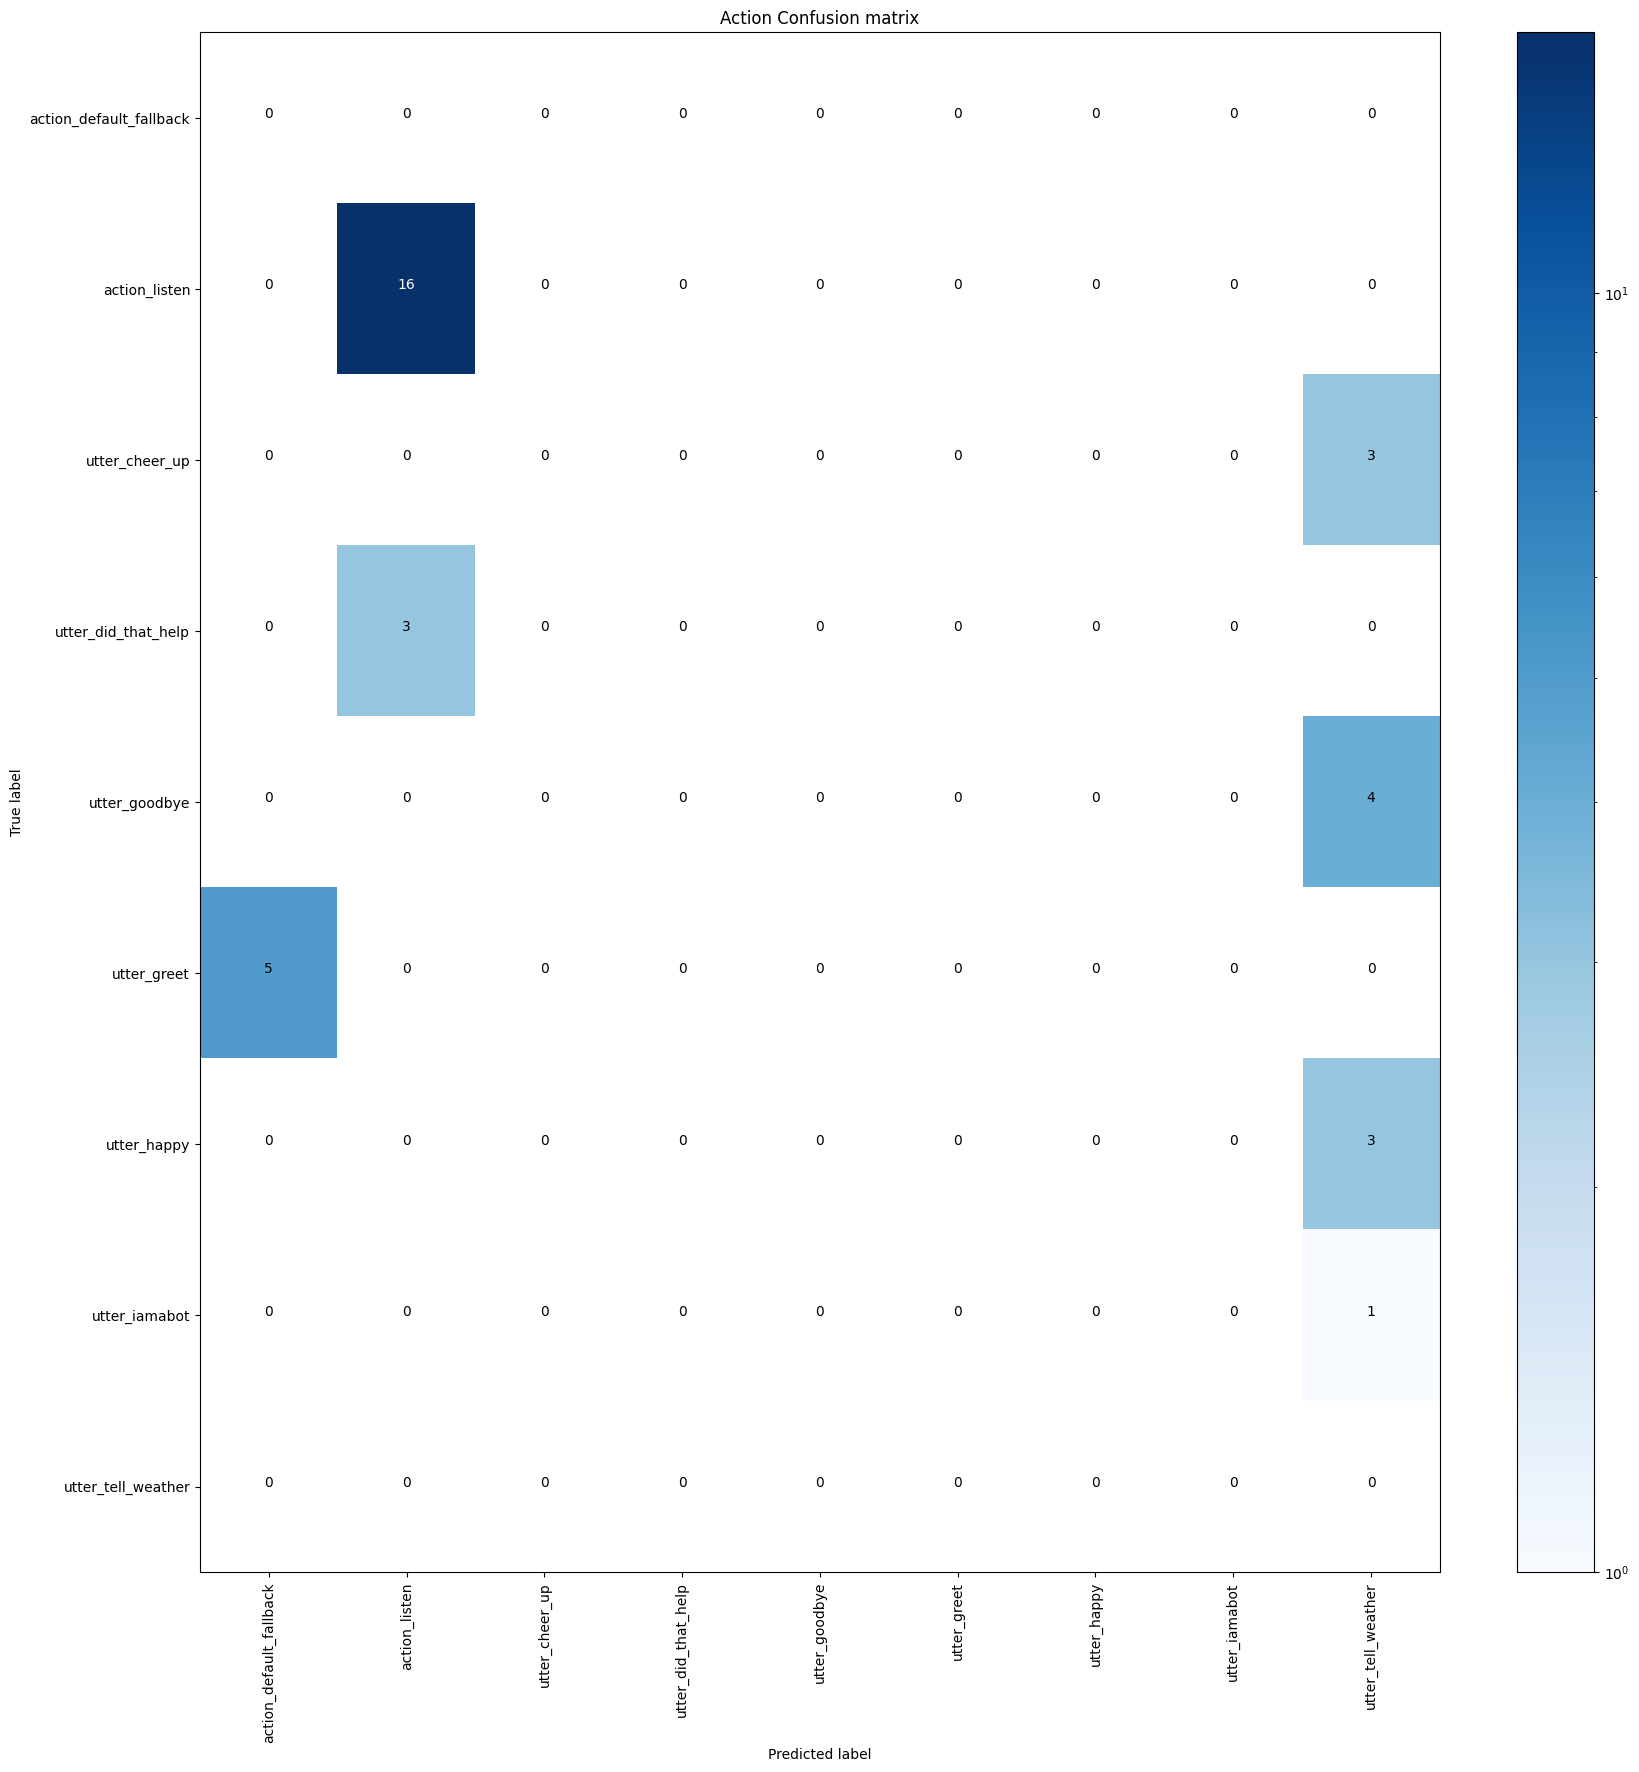 Action Confusion matrix
action_default_fallback 0 0 0 0 0 0 0 0 0
action_listen 0 16 0 0 0 0 0 0 0
utter_cheer_up 0 0 0 0 0 0 0 0 3
utter_did_that_help 0 3 0 0 0 0 0 0 0
utter_goodbye 0 0 0 0 0 0 0 0 4
utter_greet 5 0 0 0 0 0 0 0 0
utter_happy 0 0 0 0 0 0 0 0 3
utter_iamabot 0 0 0 0 0 0 0 0 1
utter_tell_weather 0 0 0 0 0 0 0 0 0
True label
action_default_fallback
action_listen
utter_cheer_up
utter_did_that_help
utter_goodbye
utter_greet
utter_happy
utter_iamabot
utter_tell_weather
Predicted label
10¹
10⁰